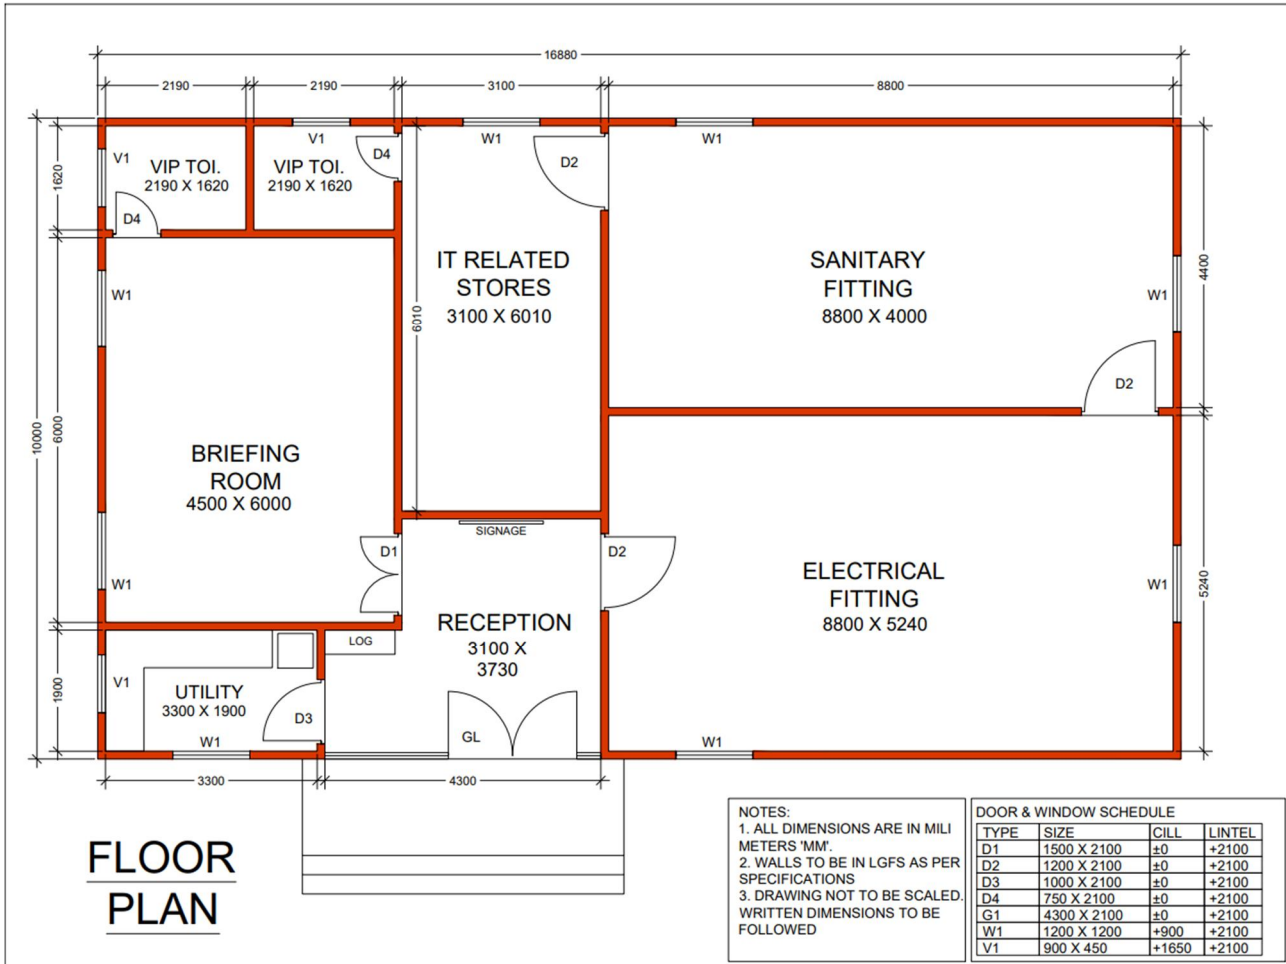 16880
2190
2190
3100
8800
V1
W1
W1
V1
VIP TOI.
2190 X 1620
VIP TOI.
2190 X 1620
D4
D2
D4
1620
IT RELATED
STORES
3100 X 6010
SANITARY
FITTING
8800 X 4000
4400
W1
W1
6010
D2
10000
6000
BRIEFING
ROOM
4500 X 6000
SIGNAGE
D1
D2
W1
W1
ELECTRICAL
FITTING
8800 X 5240
5240
RECEPTION
3100 X
3730
LOG
1900
V1
UTILITY
3300 X 1900
D3
W1
GL
W1
3300
4300
FLOOR
PLAN
NOTES:
1. ALL DIMENSIONS ARE IN MILI
METERS 'MM'.
2. WALLS TO BE IN LGFS AS PER
SPECIFICATIONS
3. DRAWING NOT TO BE SCALED.
WRITTEN DIMENSIONS TO BE
FOLLOWED
DOOR & WINDOW SCHEDULE
TYPE SIZE CILL LINTEL
D1 1500 X 2100 ±0 +2100
D2 1200 X 2100 ±0 +2100
D3 1000 X 2100 ±0 +2100
D4 750 X 2100 ±0 +2100
G1 4300 X 2100 ±0 +2100
W1 1200 X 1200 +900 +2100
V1 900 X 450 +1650 +2100